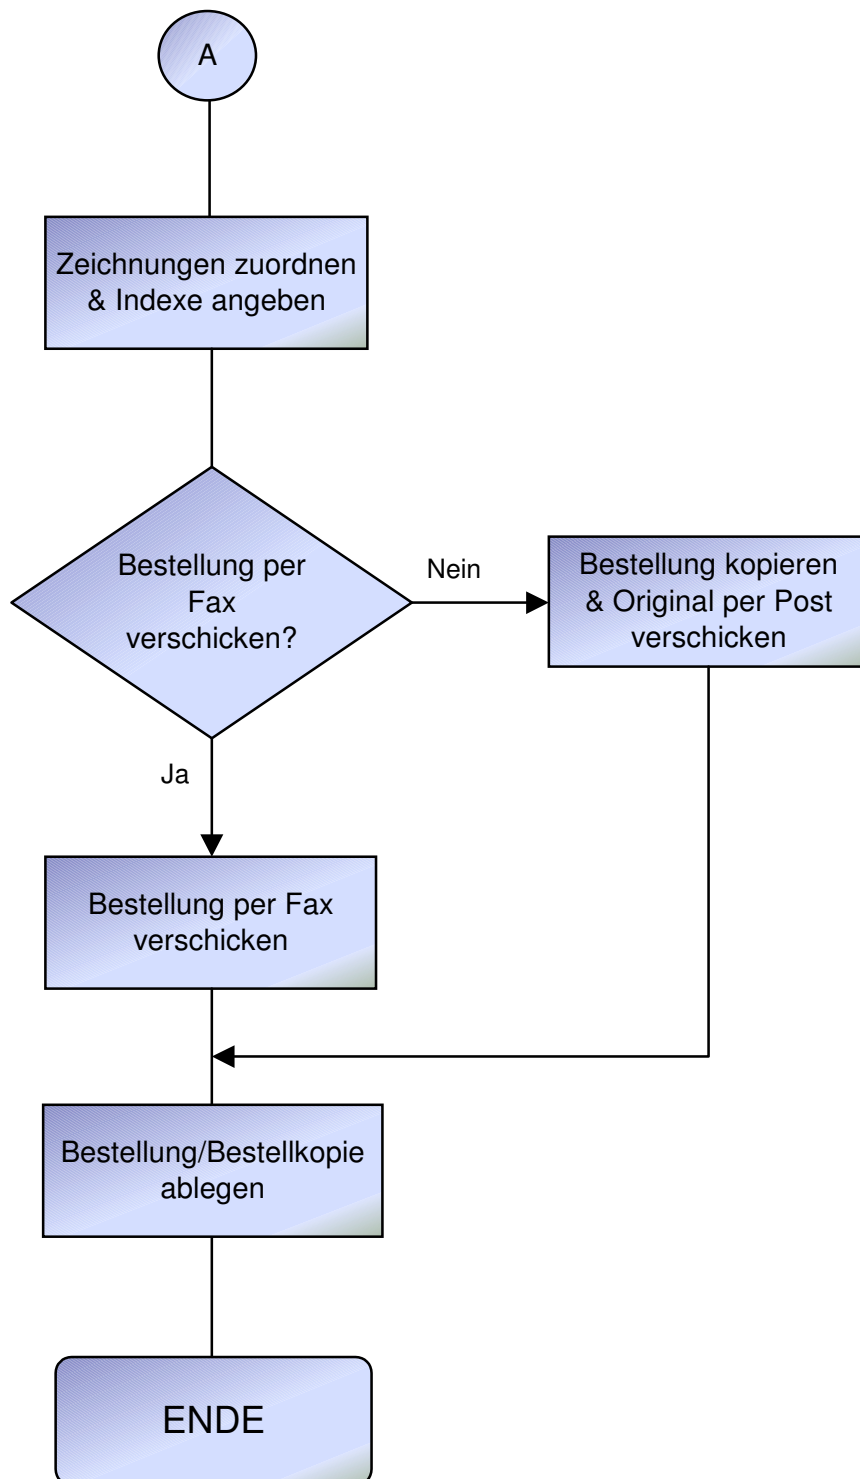 A
Zeichnungen zuordnen
& Indexe angeben
Bestellung per
Fax
verschicken?
Nein
Bestellung kopieren
& Original per Post
verschicken
Ja
Bestellung per Fax
verschicken
Bestellung/Bestellkopie
ablegen
ENDE